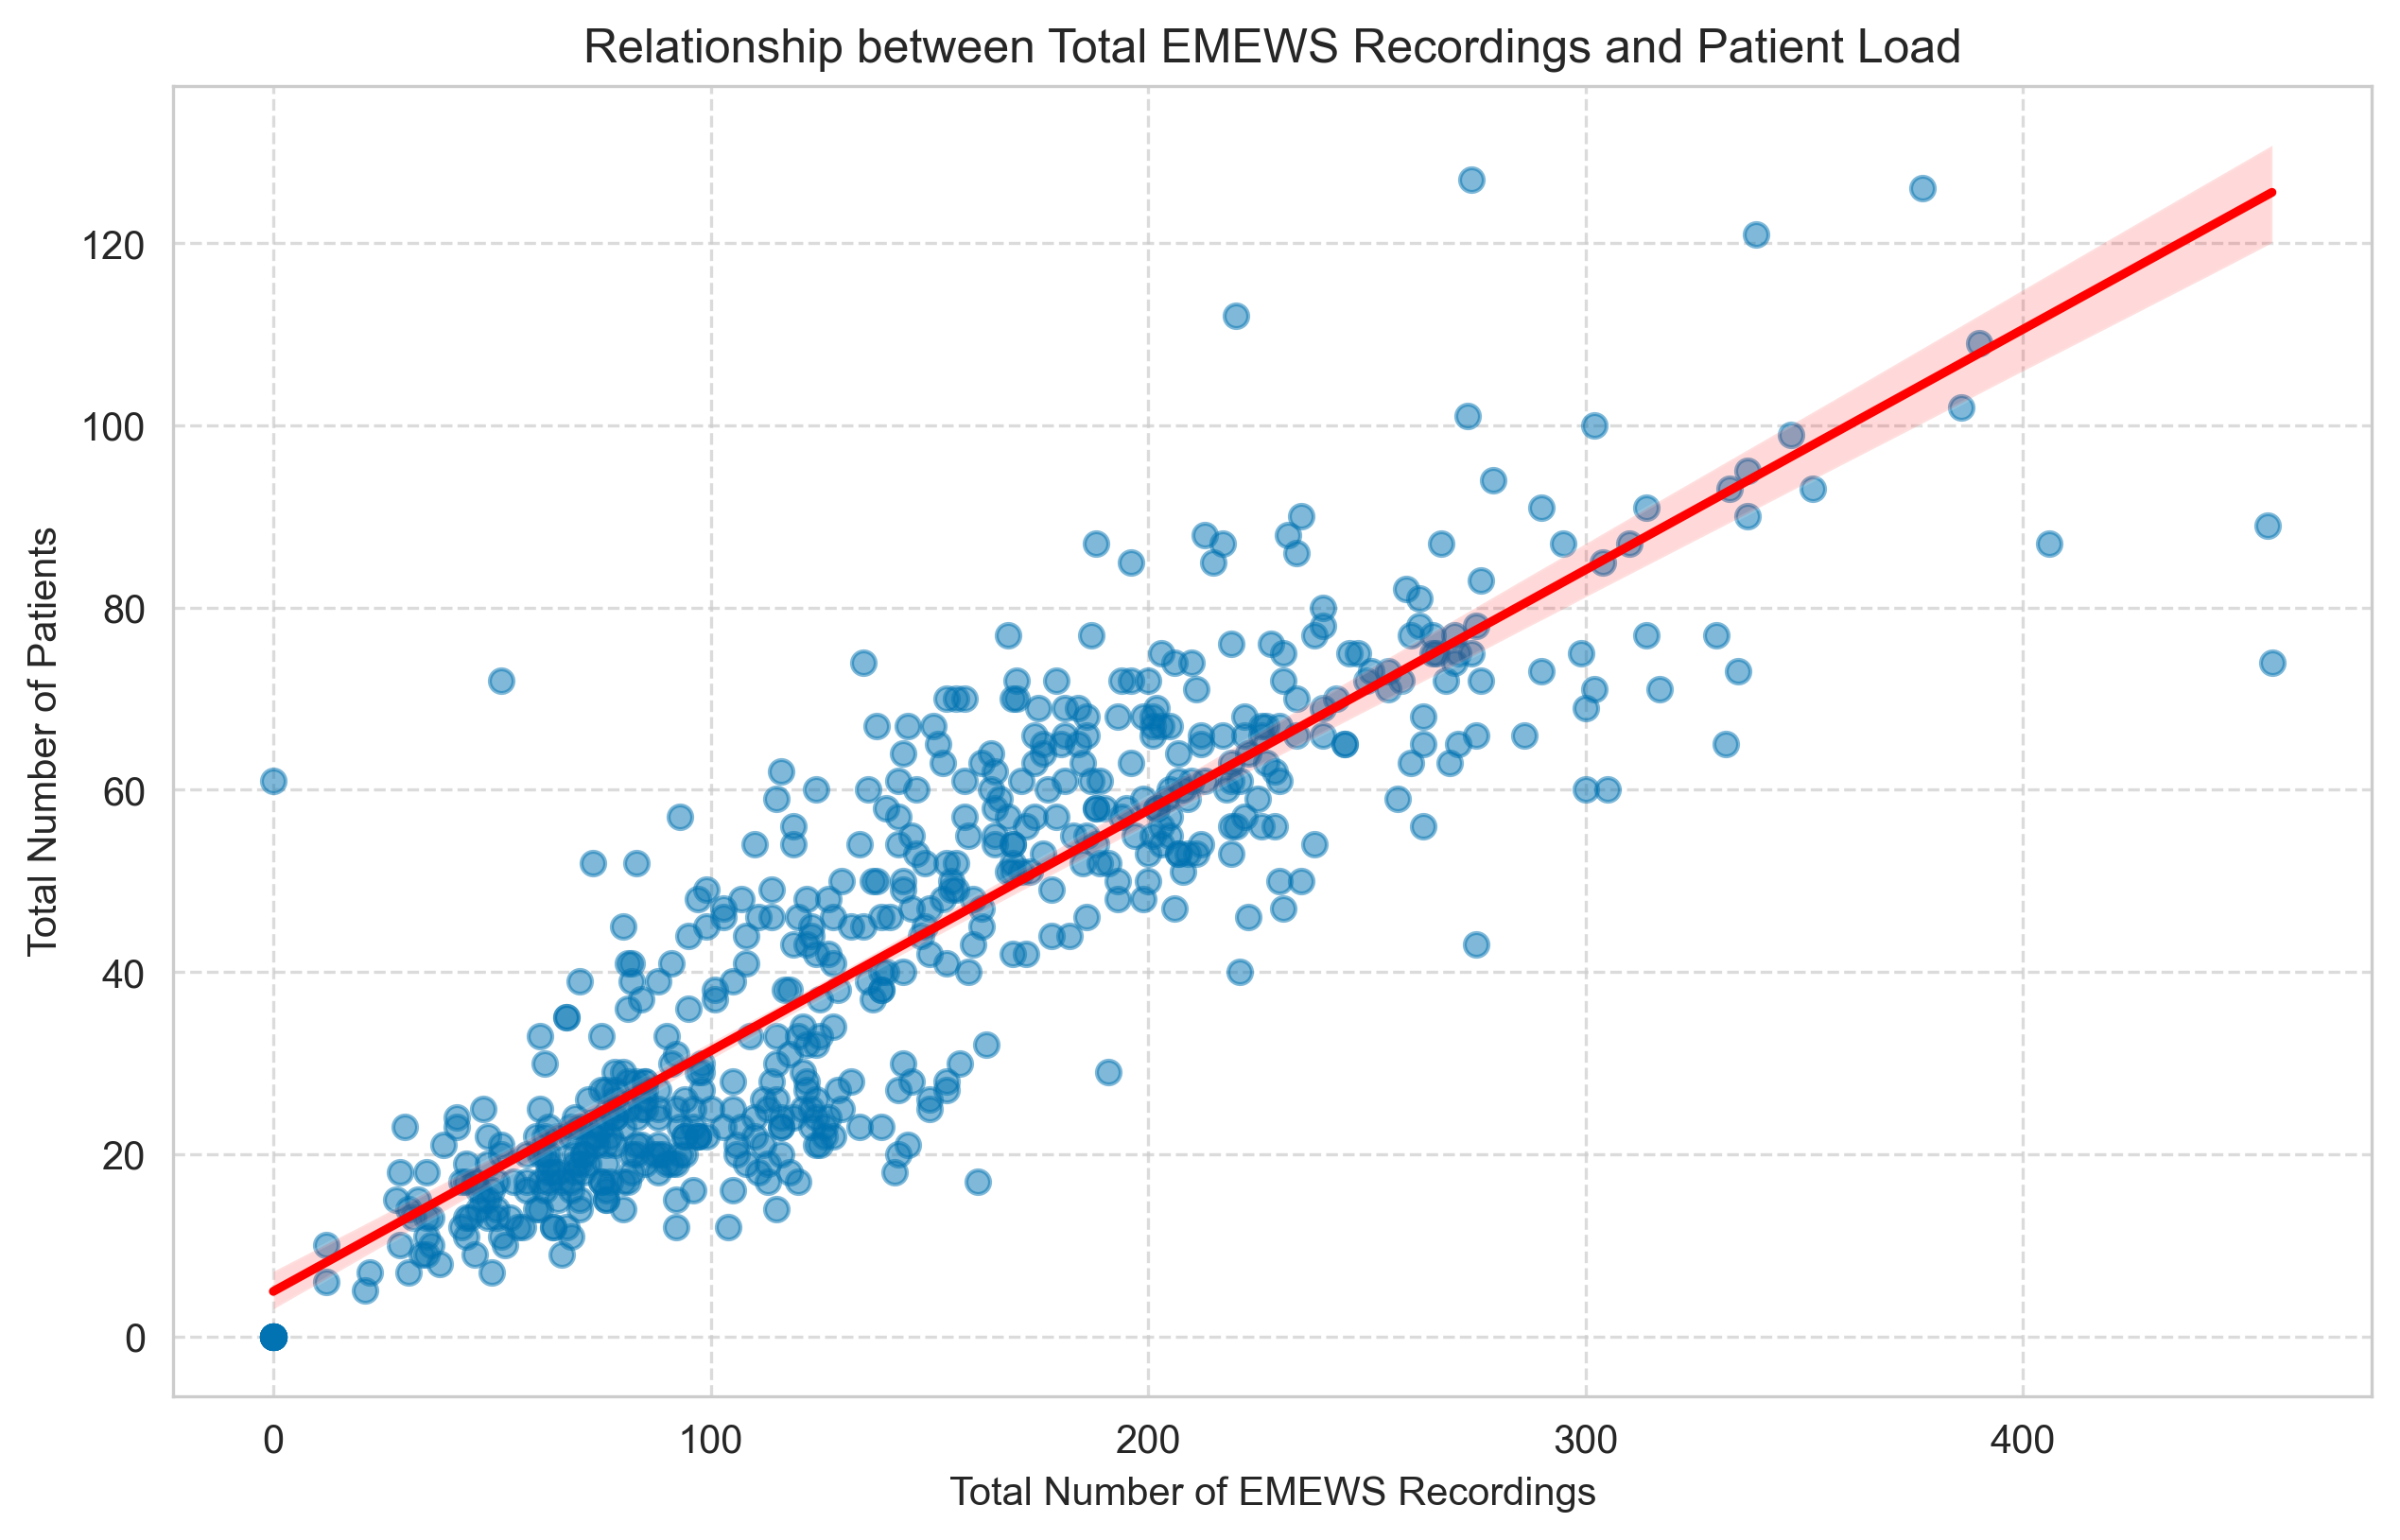 Relationship between Total EMEWS Recordings and Patient Load
Total Number of Patients
120
100
80
60
40
20
0
0 100 200 300 400
Total Number of EMEWS Recordings